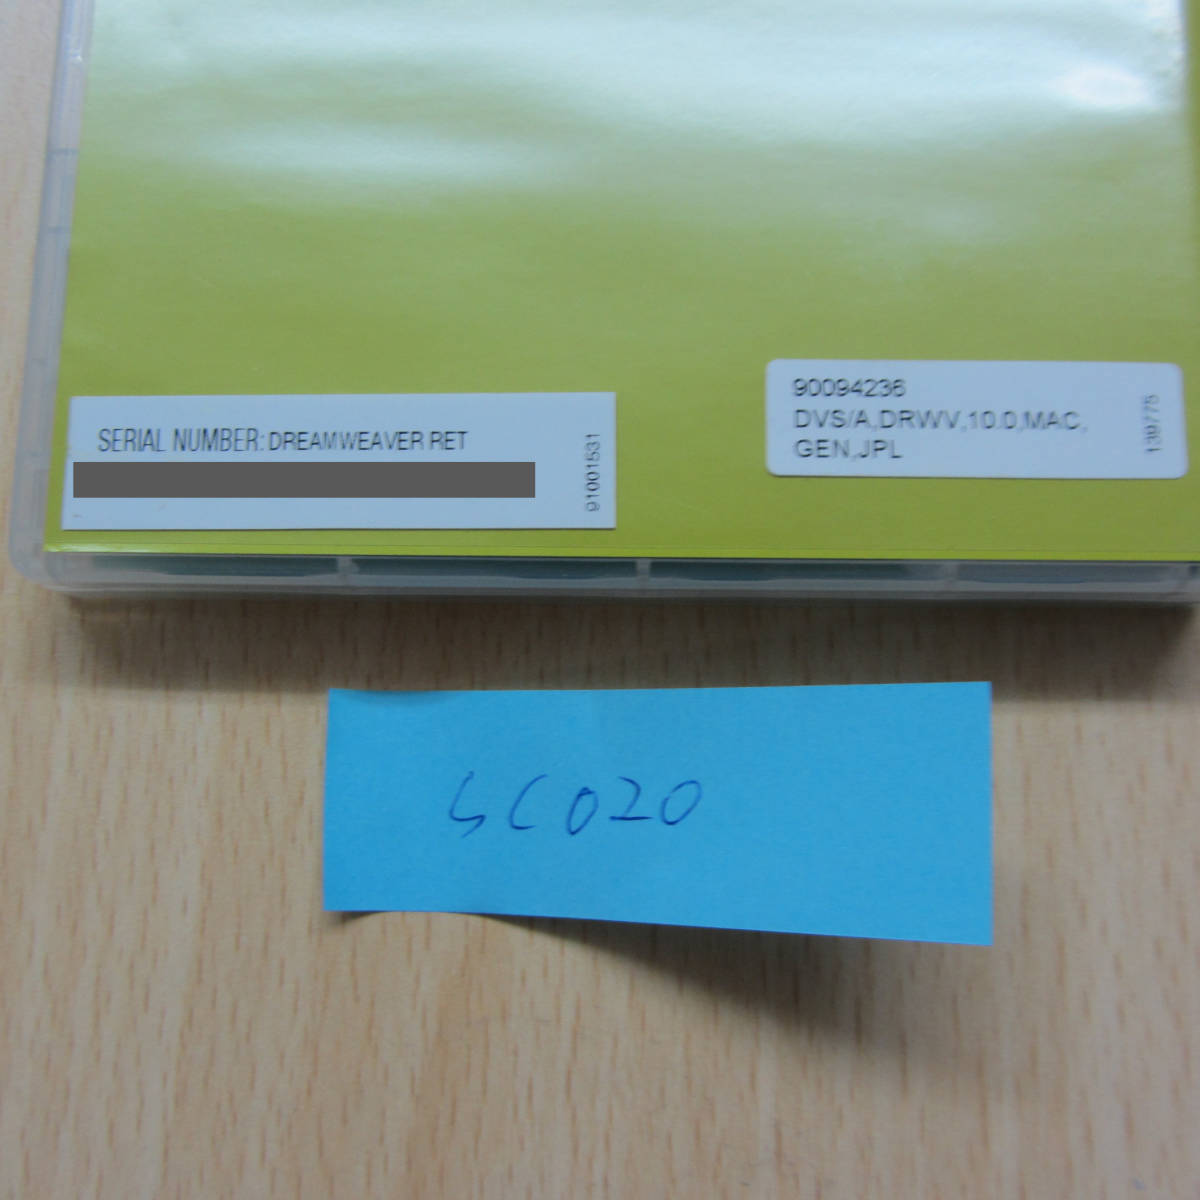 SERIAL NUMBER: DREAMWEAVER RET
91001531
90094236
DVS/A,DRWV,10.0,MAC,
GEN,JPL
139775
SC020